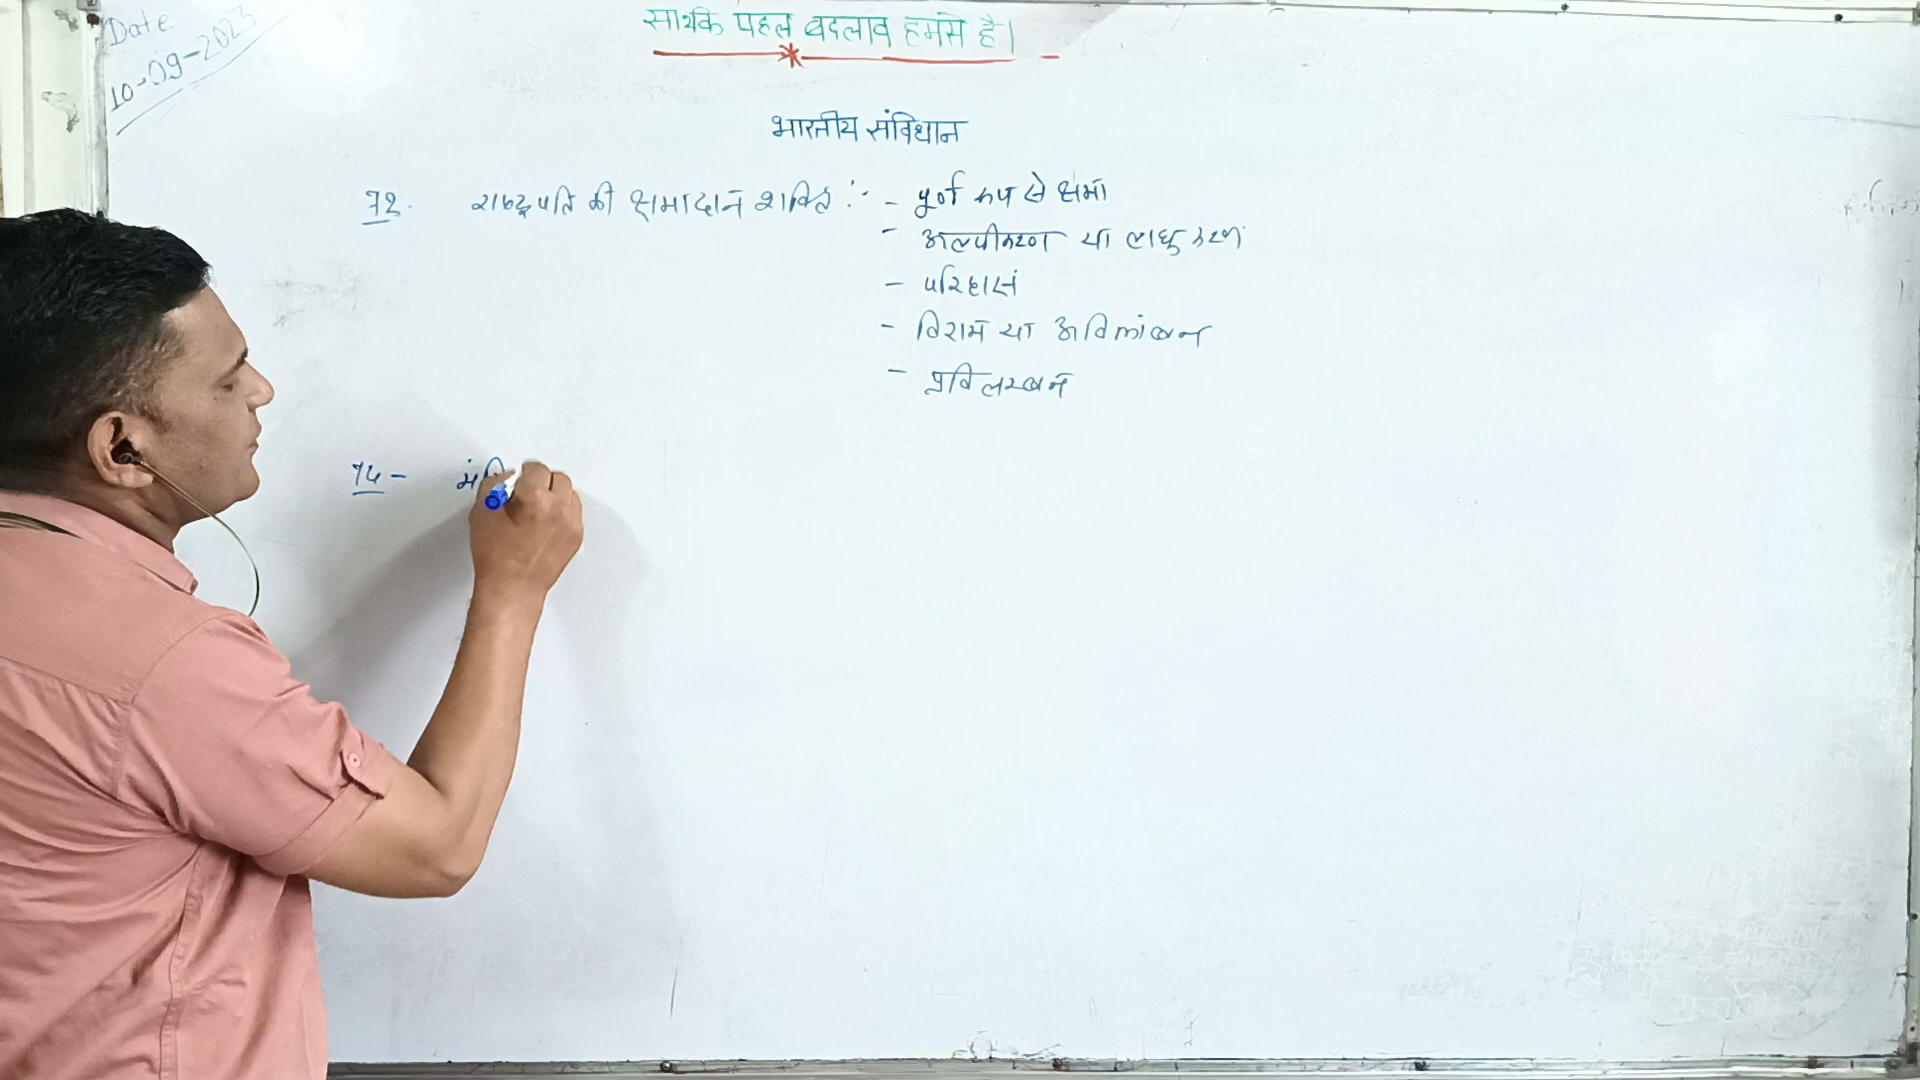 Date
10-09-2023
सार्थक पहल बदलाव हमसे है।
भारतीय संविधान
72. राष्ट्रपति की क्षमादान शक्ति :- - पूर्ण रूप से क्षमा
- अल्पीकरण या लघुकरण
- परिहास
- विराम या अविलंबन
- प्रविलम्बन
74 - मंत्रि